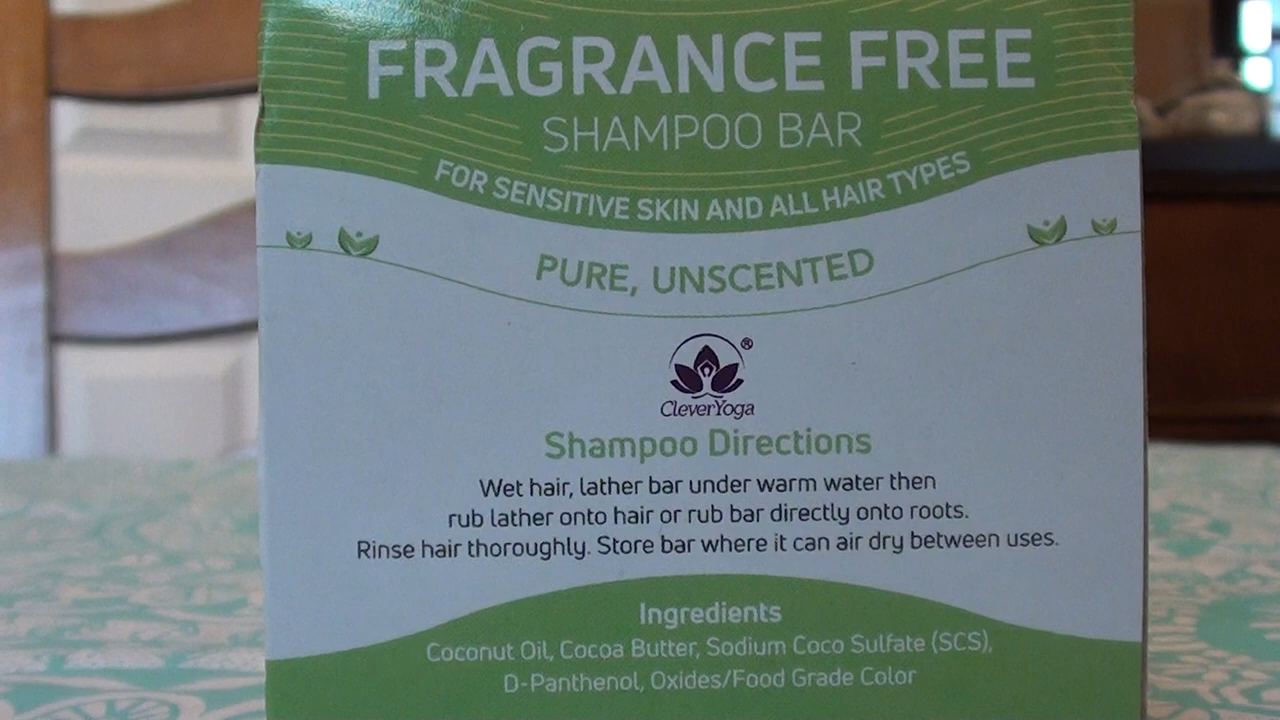 FRAGRANCE FREE
SHAMPOO BAR
FOR SENSITIVE SKIN AND ALL HAIR TYPES
PURE, UNSCENTED
®
CleverYoga
Shampoo Directions
Wet hair, lather bar under warm water then
rub lather onto hair or rub bar directly onto roots.
Rinse hair thoroughly. Store bar where it can air dry between uses.
Ingredients
Coconut Oil, Cocoa Butter, Sodium Coco Sulfate (SCS),
D-Panthenol, Oxides/Food Grade Color